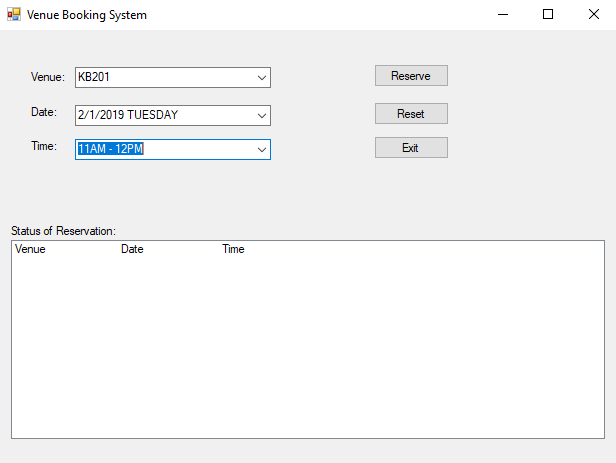 Venue Booking System
Venue: KB201 Reserve
Date: 2/1/2019 TUESDAY Reset
Time: 11AM - 12PM Exit
Status of Reservation:
Venue Date Time